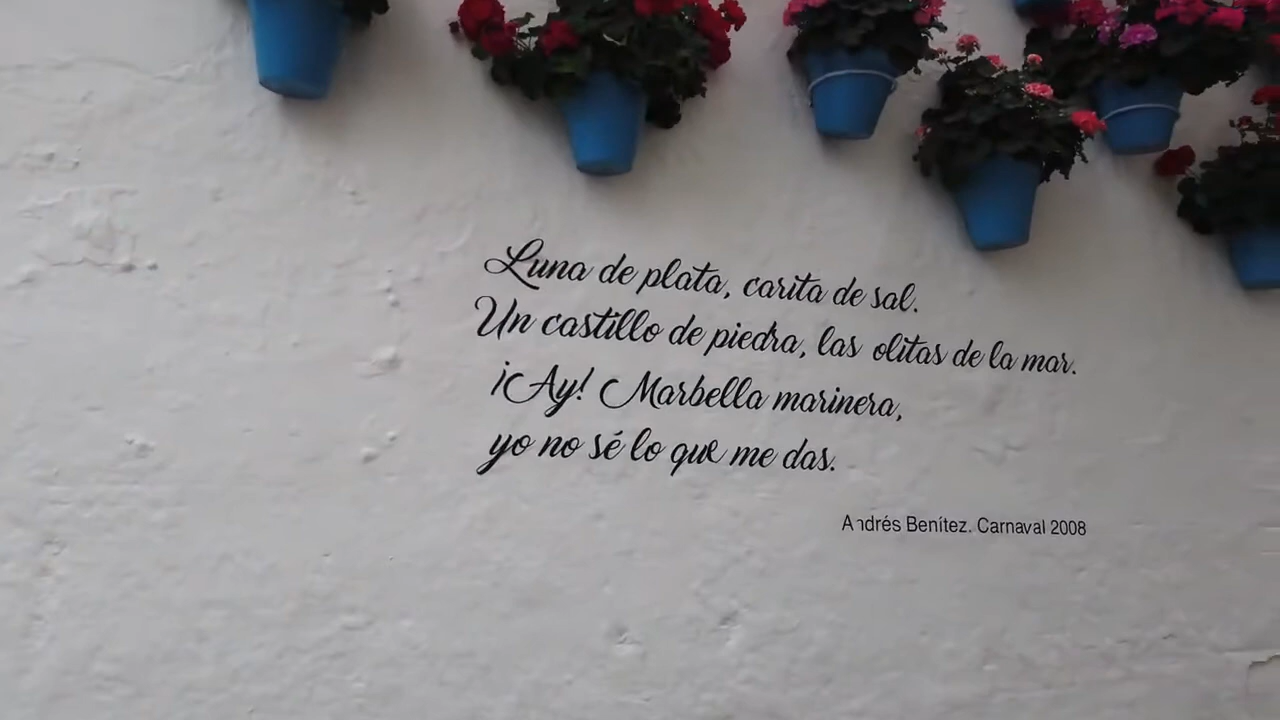 Luna de plata, carita de sal.
Un castillo de piedra, las olitas de la mar.
¡Ay! Marbella marinera,
yo no sé lo que me das.
Andrés Benítez. Carnaval 2008